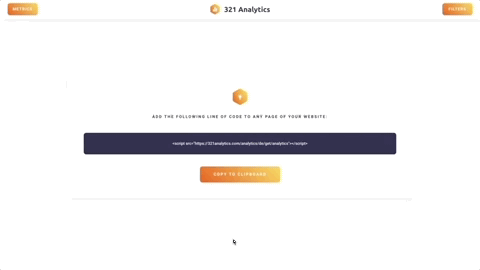 METRICS
321 Analytics
FILTERS
ADD THE FOLLOWING LINE OF CODE TO ANY PAGE OF YOUR WEBSITE:
<script src="https://321analytics.com/analytics/do/get/analytics"></script>
COPY TO CLIPBOARD